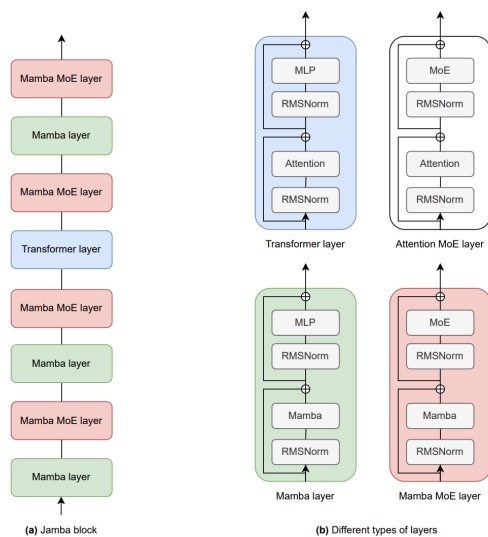 Mamba MoE layer
Mamba layer
Mamba MoE layer
Transformer layer
Mamba MoE layer
Mamba layer
Mamba MoE layer
Mamba layer
(a) Jamba block
MLP
RMSNorm
Attention
RMSNorm
Transformer layer
MoE
RMSNorm
Attention
RMSNorm
Attention MoE layer
MLP
RMSNorm
Mamba
RMSNorm
Mamba layer
MoE
RMSNorm
Mamba
RMSNorm
Mamba MoE layer
(b) Different types of layers